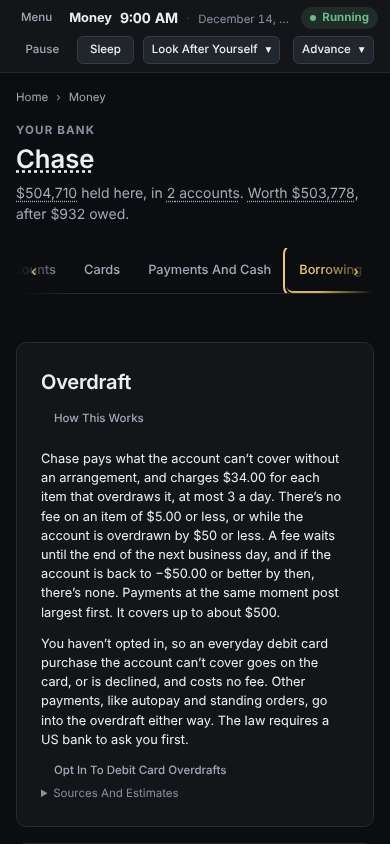 Menu Money 9:00 AM · December 14, ... Running
Pause Sleep Look After Yourself ▾ Advance ▾
Home › Money
YOUR BANK
Chase
$504,710 held here, in 2 accounts. Worth $503,778,
after $932 owed.
‹ Cards Payments And Cash Borrowing ›
Overdraft
How This Works
Chase pays what the account can’t cover without
an arrangement, and charges $34.00 for each
item that overdraws it, at most 3 a day. There’s no
fee on an item of $5.00 or less, or while the
account is overdrawn by $50 or less. A fee waits
until the end of the next business day, and if the
account is back to −$50.00 or better by then,
there’s none. Payments at the same moment post
largest first. It covers up to about $500.
You haven’t opted in, so an everyday debit card
purchase the account can’t cover goes on the
card, or is declined, and costs no fee. Other
payments, like autopay and standing orders, go
into the overdraft either way. The law requires a
US bank to ask you first.
Opt In To Debit Card Overdrafts
▶ Sources And Estimates